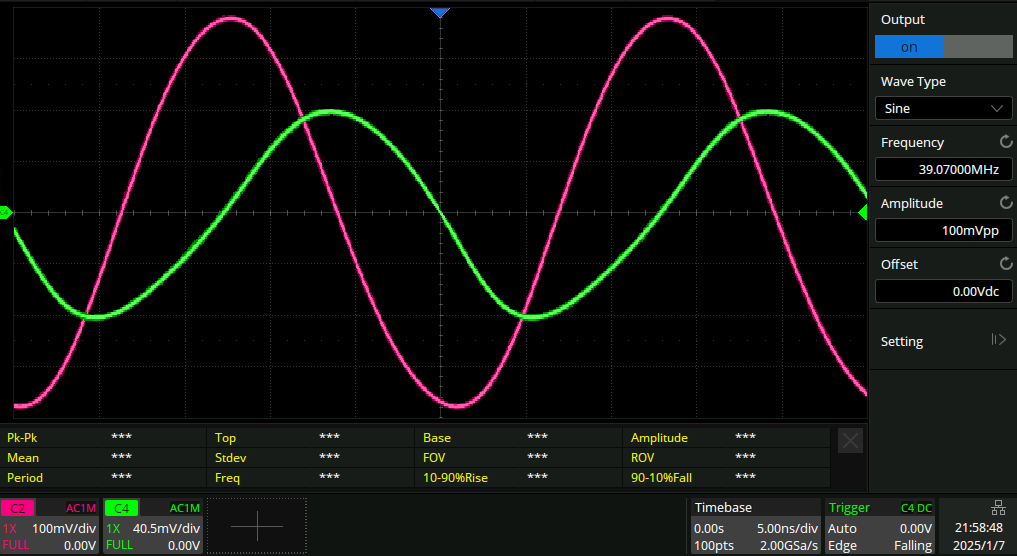 Output
on
Wave Type
Sine
Frequency
39.07000MHz
Amplitude
100mVpp
Offset
0.00Vdc
Setting
Pk-Pk *** Top *** Base *** Amplitude ***
Mean *** Stdev *** FOV *** ROV ***
Period *** Freq *** 10-90%Rise *** 90-10%Fall ***
C2 AC1M
1X 100mV/div
FULL 0.00V
C4 AC1M
1X 40.5mV/div
FULL 0.00V
Timebase
0.00s 5.00ns/div
100pts 2.00GSa/s
Trigger C4 DC
Auto 0.00V
Edge Falling
21:58:48
2025/1/7